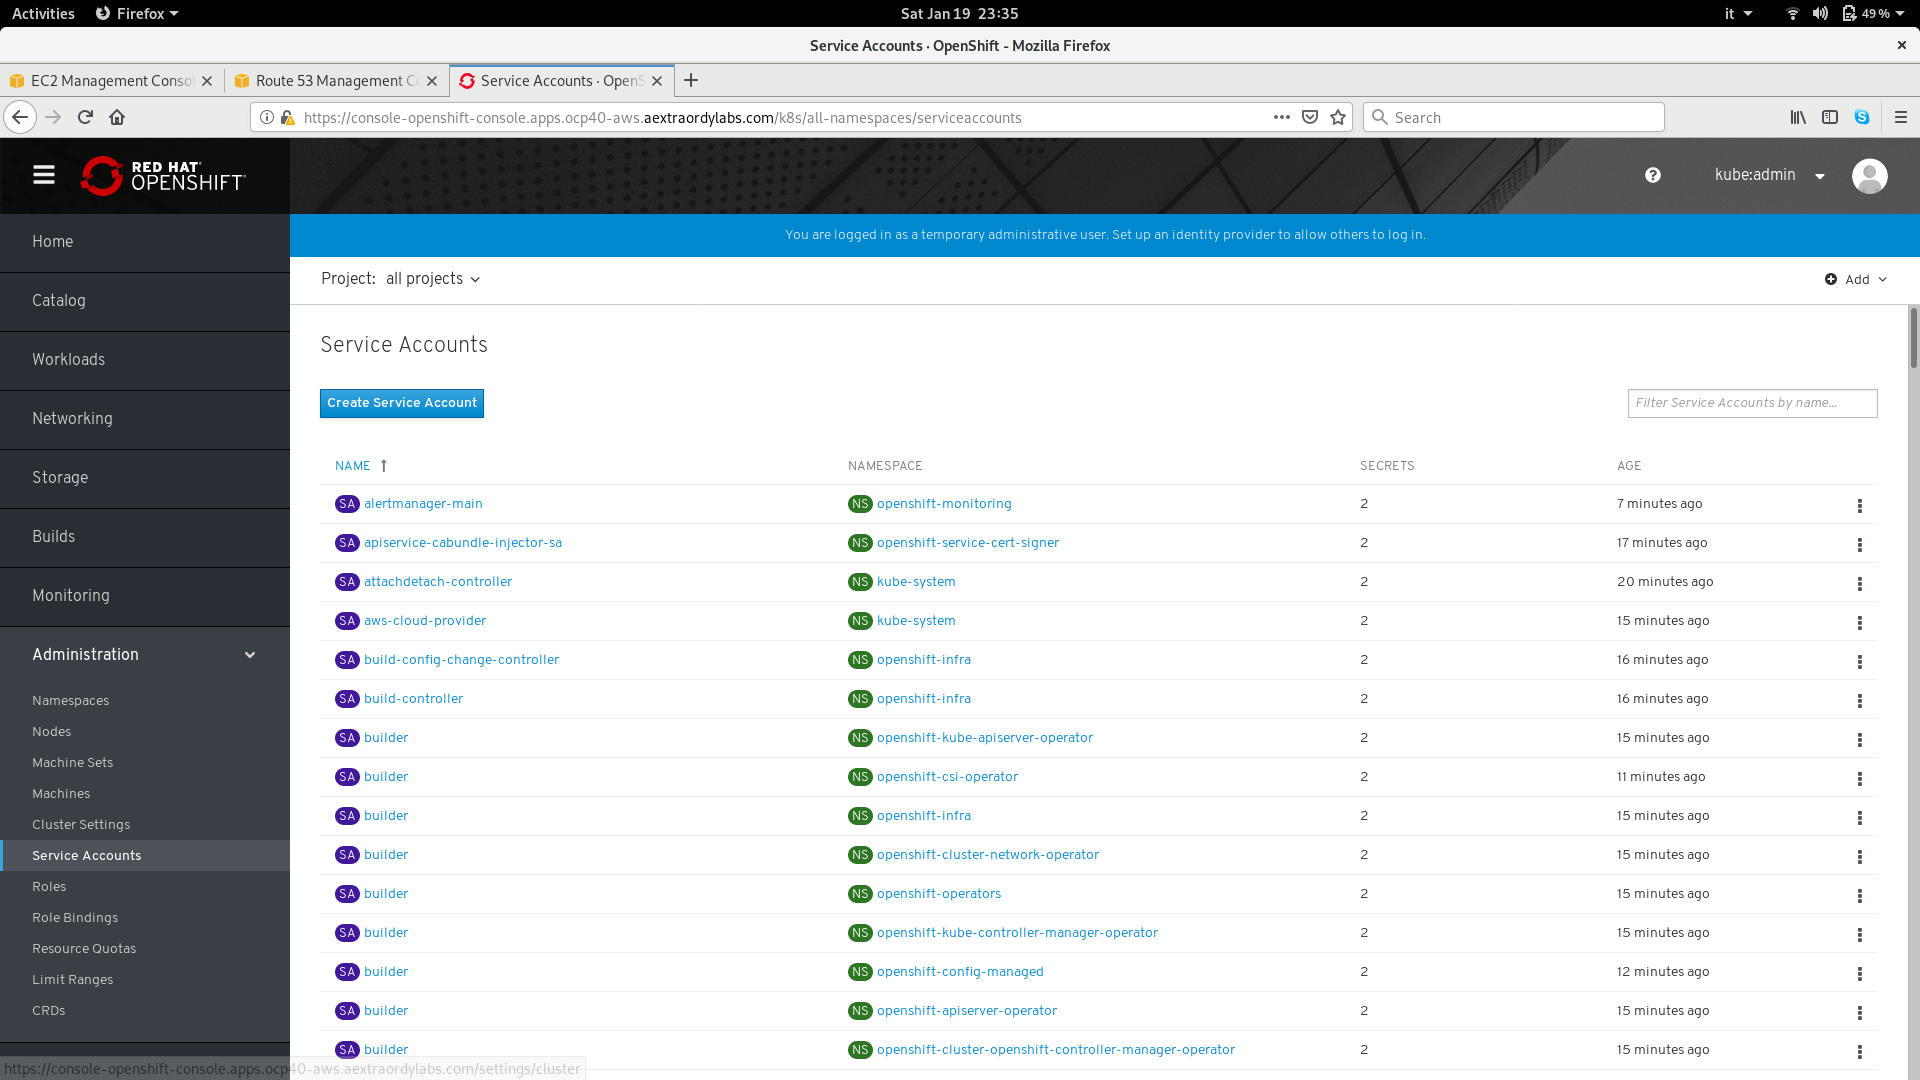 Activities Firefox Sat Jan 19 23:35 it 49%
Service Accounts · OpenShift - Mozilla Firefox
EC2 Management Conso Route 53 Management C Service Accounts · OpenS
https://console-openshift-console.apps.ocp40-aws.aextraordylabs.com/k8s/all-namespaces/serviceaccounts Search
RED HAT
OPENSHIFT
kube:admin
You are logged in as a temporary administrative user. Set up an identity provider to allow others to log in.
Project: all projects Add
Home
Catalog
Workloads
Networking
Storage
Builds
Monitoring
Administration
Namespaces
Nodes
Machine Sets
Machines
Cluster Settings
Service Accounts
Roles
Role Bindings
Resource Quotas
Limit Ranges
CRDs
Service Accounts
Create Service Account Filter Service Accounts by name...
NAME NAMESPACE SECRETS AGE
SA alertmanager-main NS openshift-monitoring 2 7 minutes ago
SA apiservice-cabundle-injector-sa NS openshift-service-cert-signer 2 17 minutes ago
SA attachdetach-controller NS kube-system 2 20 minutes ago
SA aws-cloud-provider NS kube-system 2 15 minutes ago
SA build-config-change-controller NS openshift-infra 2 16 minutes ago
SA build-controller NS openshift-infra 2 16 minutes ago
SA builder NS openshift-kube-apiserver-operator 2 15 minutes ago
SA builder NS openshift-csi-operator 2 11 minutes ago
SA builder NS openshift-infra 2 15 minutes ago
SA builder NS openshift-cluster-network-operator 2 15 minutes ago
SA builder NS openshift-operators 2 15 minutes ago
SA builder NS openshift-kube-controller-manager-operator 2 15 minutes ago
SA builder NS openshift-config-managed 2 12 minutes ago
SA builder NS openshift-apiserver-operator 2 15 minutes ago
SA builder NS openshift-cluster-openshift-controller-manager-operator 2 15 minutes ago
https://console-openshift-console.apps.ocp40-aws.aextraordylabs.com/settings/cluster